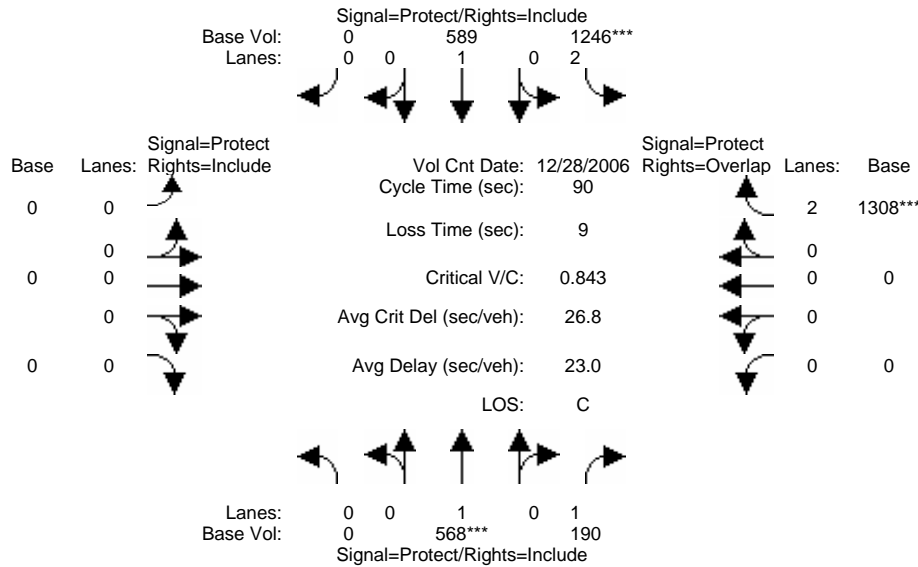 Signal=Protect/Rights=Include
Base Vol: 0 589 1246***
Lanes: 0 0 1 0 2
Signal=Protect Signal=Protect
Base Lanes: Rights=Include Vol Cnt Date: 12/28/2006 Rights=Overlap Lanes: Base
Cycle Time (sec): 90
0 0 2 1308***
Loss Time (sec): 9
0 0
0 0 Critical V/C: 0.843 0 0
0 Avg Crit Del (sec/veh): 26.8 0
0 0 Avg Delay (sec/veh): 23.0 0 0
LOS: C
Lanes: 0 0 1 0 1
Base Vol: 0 568*** 190
Signal=Protect/Rights=Include